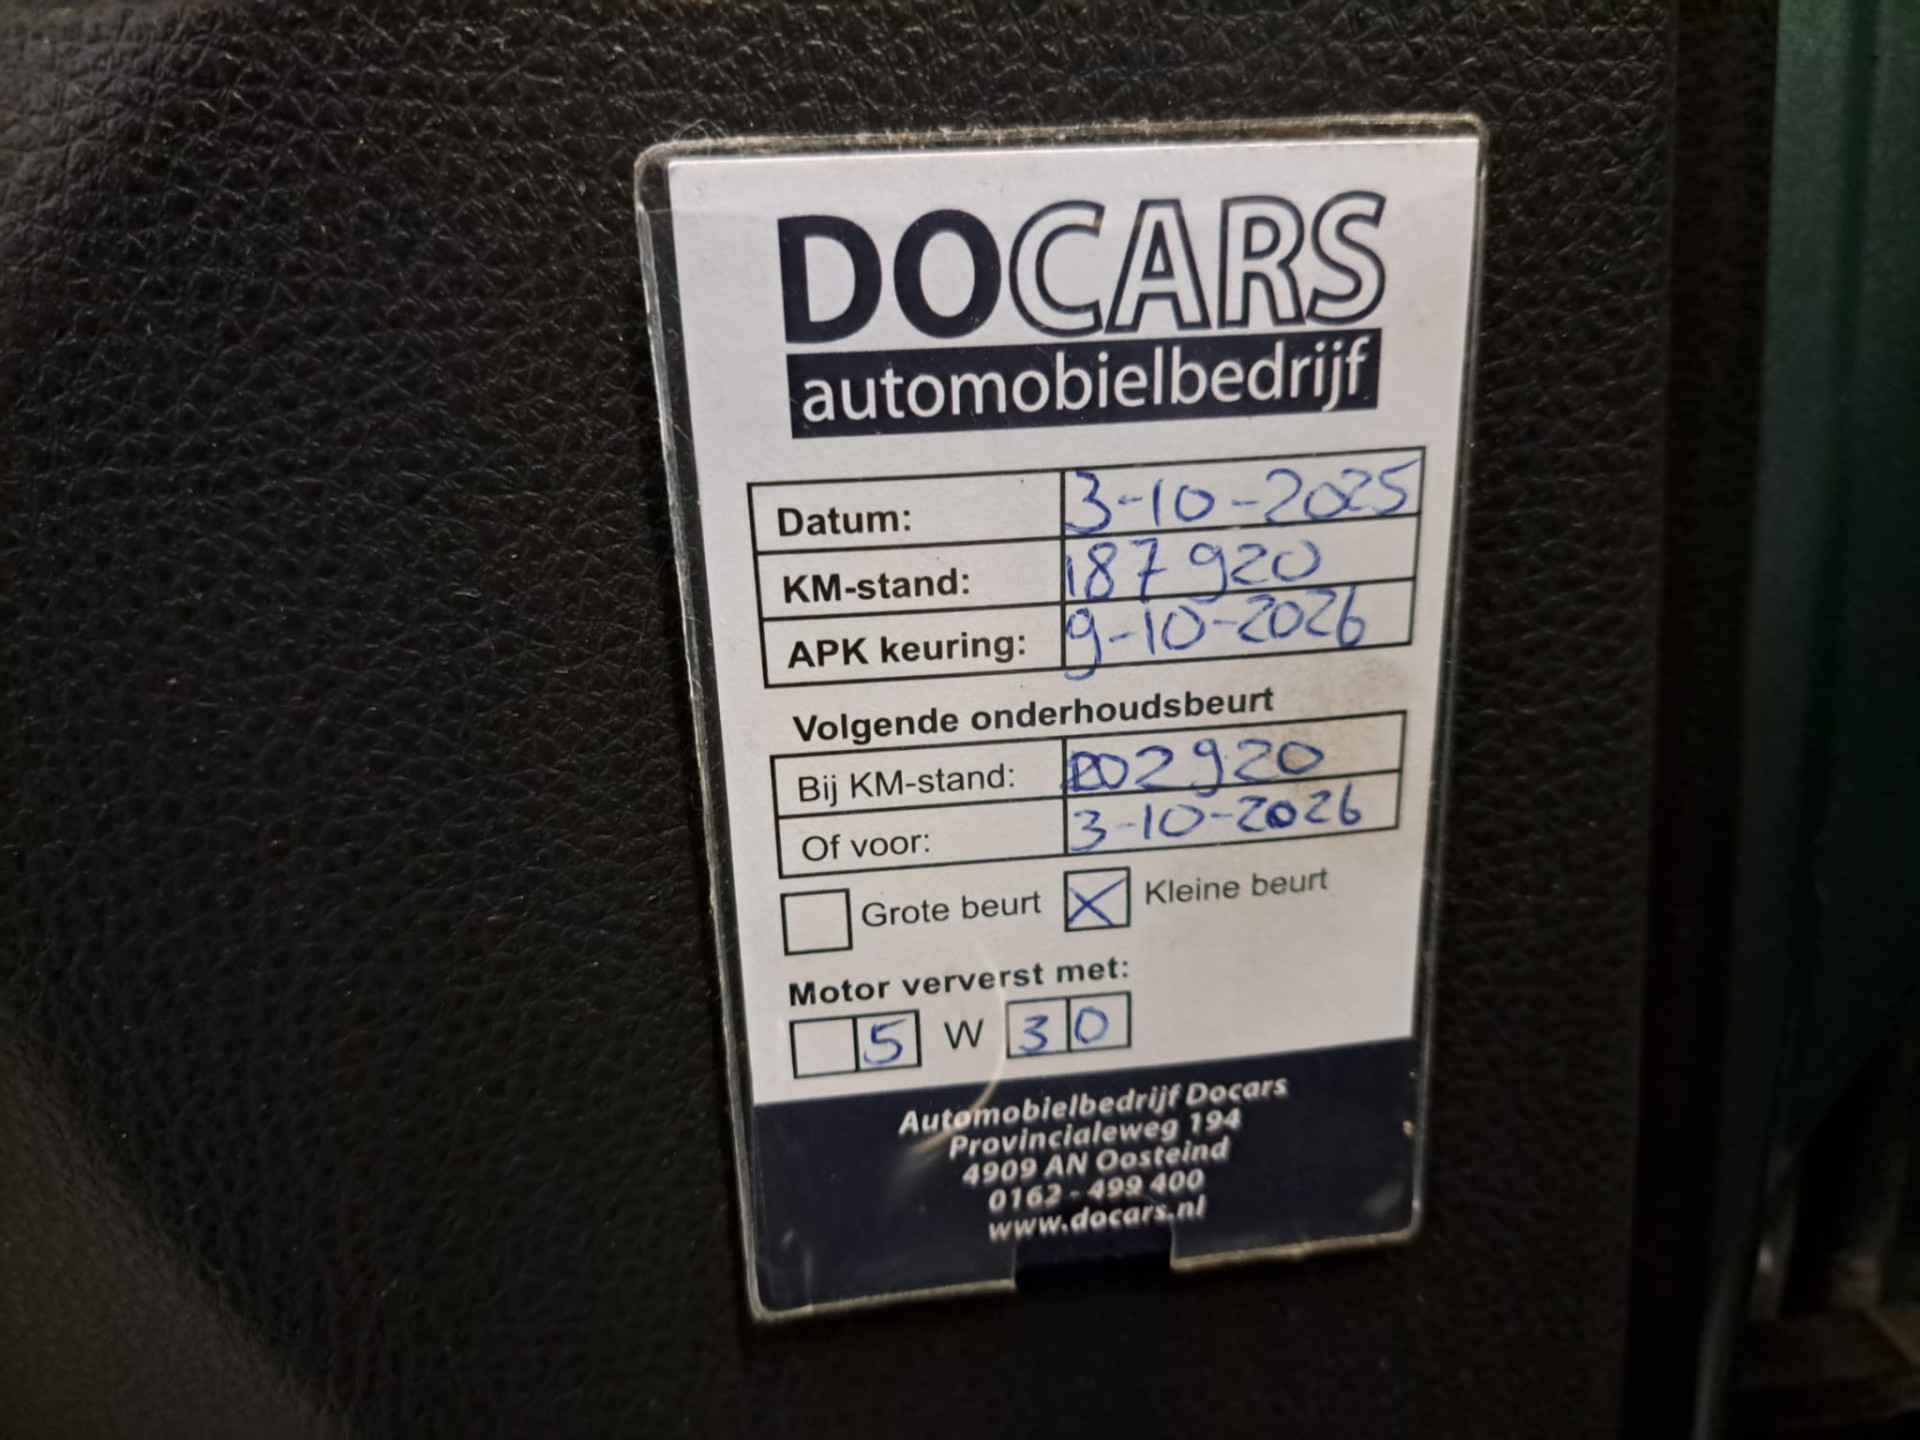 DOCARS
automobielbedrijf
Datum: 3-10-2025
KM-stand: 187920
APK keuring: 9-10-2026
Volgende onderhoudsbeurt
Bij KM-stand: 202920
Of voor: 3-10-2026
Grote beurt Kleine beurt
Motor ververst met:
5 W 30
Automobielbedrijf Docars
Provincialeweg 194
4909 AN Oosteind
0162 - 499 400
www.docars.nl